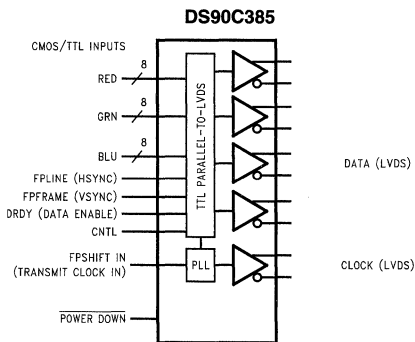 DS90C385
CMOS/TTL INPUTS
8
RED
8
GRN
8
BLU
FPLINE (HSYNC)
FPFRAME (VSYNC)
DRDY (DATA ENABLE)
CNTL
FPSHIFT IN
(TRANSMIT CLOCK IN)
POWER DOWN
TTL PARALLEL-TO-LVDS
PLL
DATA (LVDS)
CLOCK (LVDS)